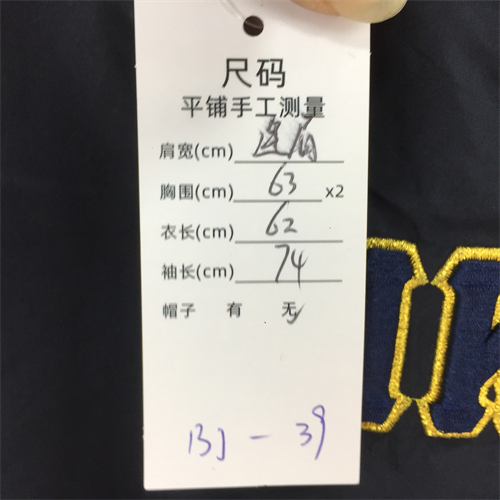 尺码
平铺手工测量
肩宽(cm) 连肩
胸围(cm) 63 x2
衣长(cm) 62
袖长(cm) 74
帽子 有 无✓
BJ-39